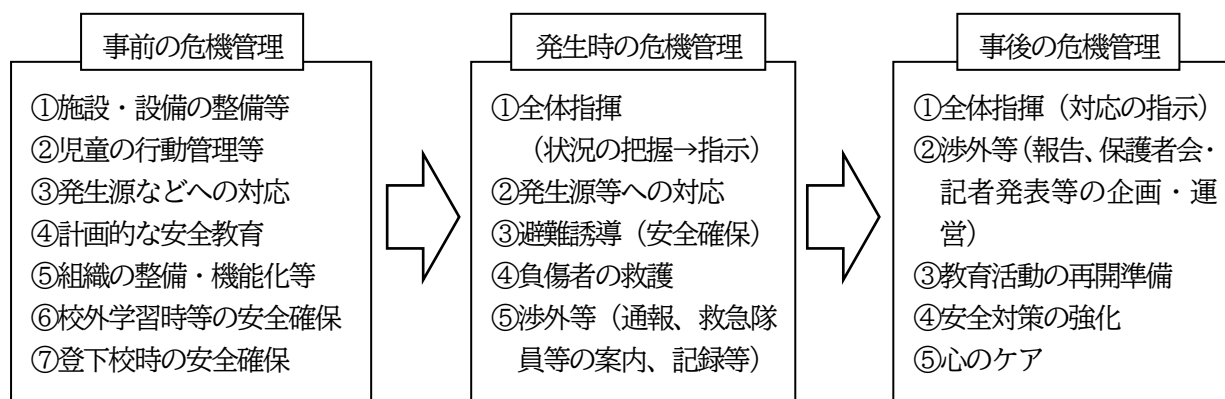 事前の危機管理
①施設・設備の整備等
②児童の行動管理等
③発生源などへの対応
④計画的な安全教育
⑤組織の整備・機能化等
⑥校外学習時等の安全確保
⑦登下校時の安全確保
発生時の危機管理
①全体指揮
（状況の把握→指示）
②発生源等への対応
③避難誘導（安全確保）
④負傷者の救護
⑤渉外等（通報、救急隊
員等の案内、記録等）
事後の危機管理
①全体指揮（対応の指示）
②渉外等（報告、保護者会・
記者発表等の企画・運
営）
③教育活動の再開準備
④安全対策の強化
⑤心のケア